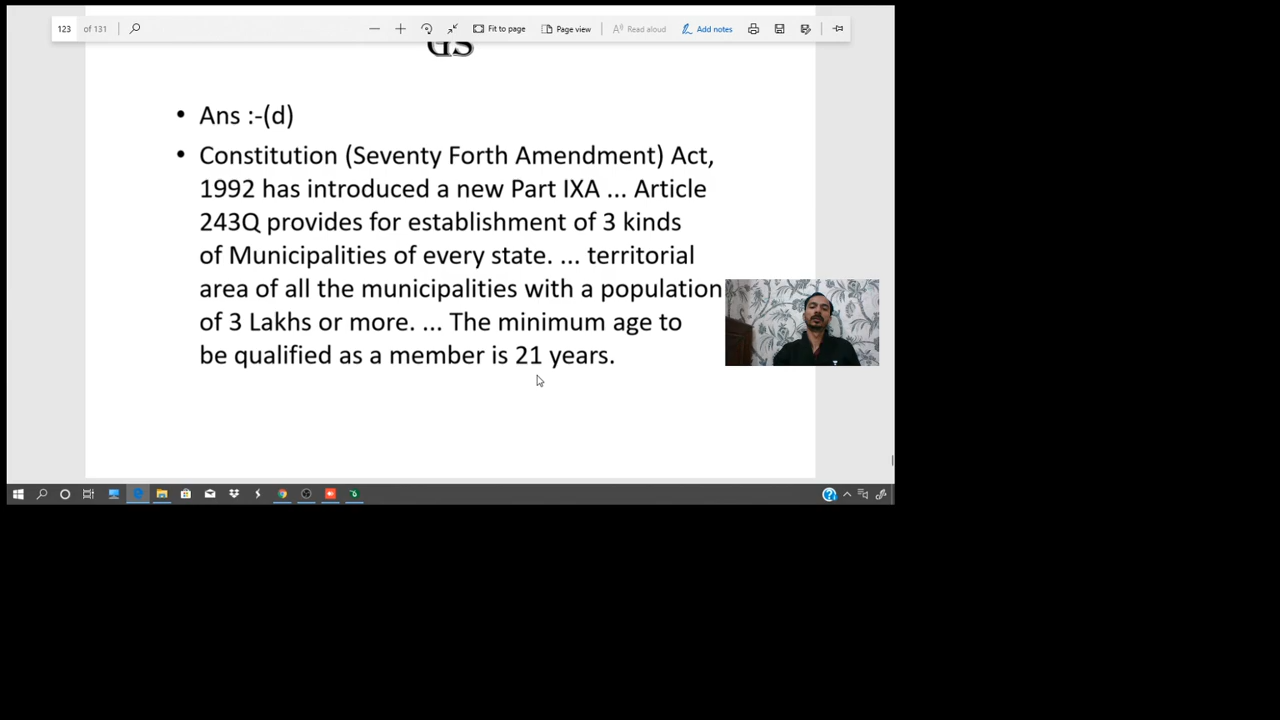 123 of 131 Fit to page Page view Read aloud Add notes
GS
• Ans :-(d)
• Constitution (Seventy Forth Amendment) Act,
1992 has introduced a new Part IXA ... Article
243Q provides for establishment of 3 kinds
of Municipalities of every state. ... territorial
area of all the municipalities with a population
of 3 Lakhs or more. ... The minimum age to
be qualified as a member is 21 years.